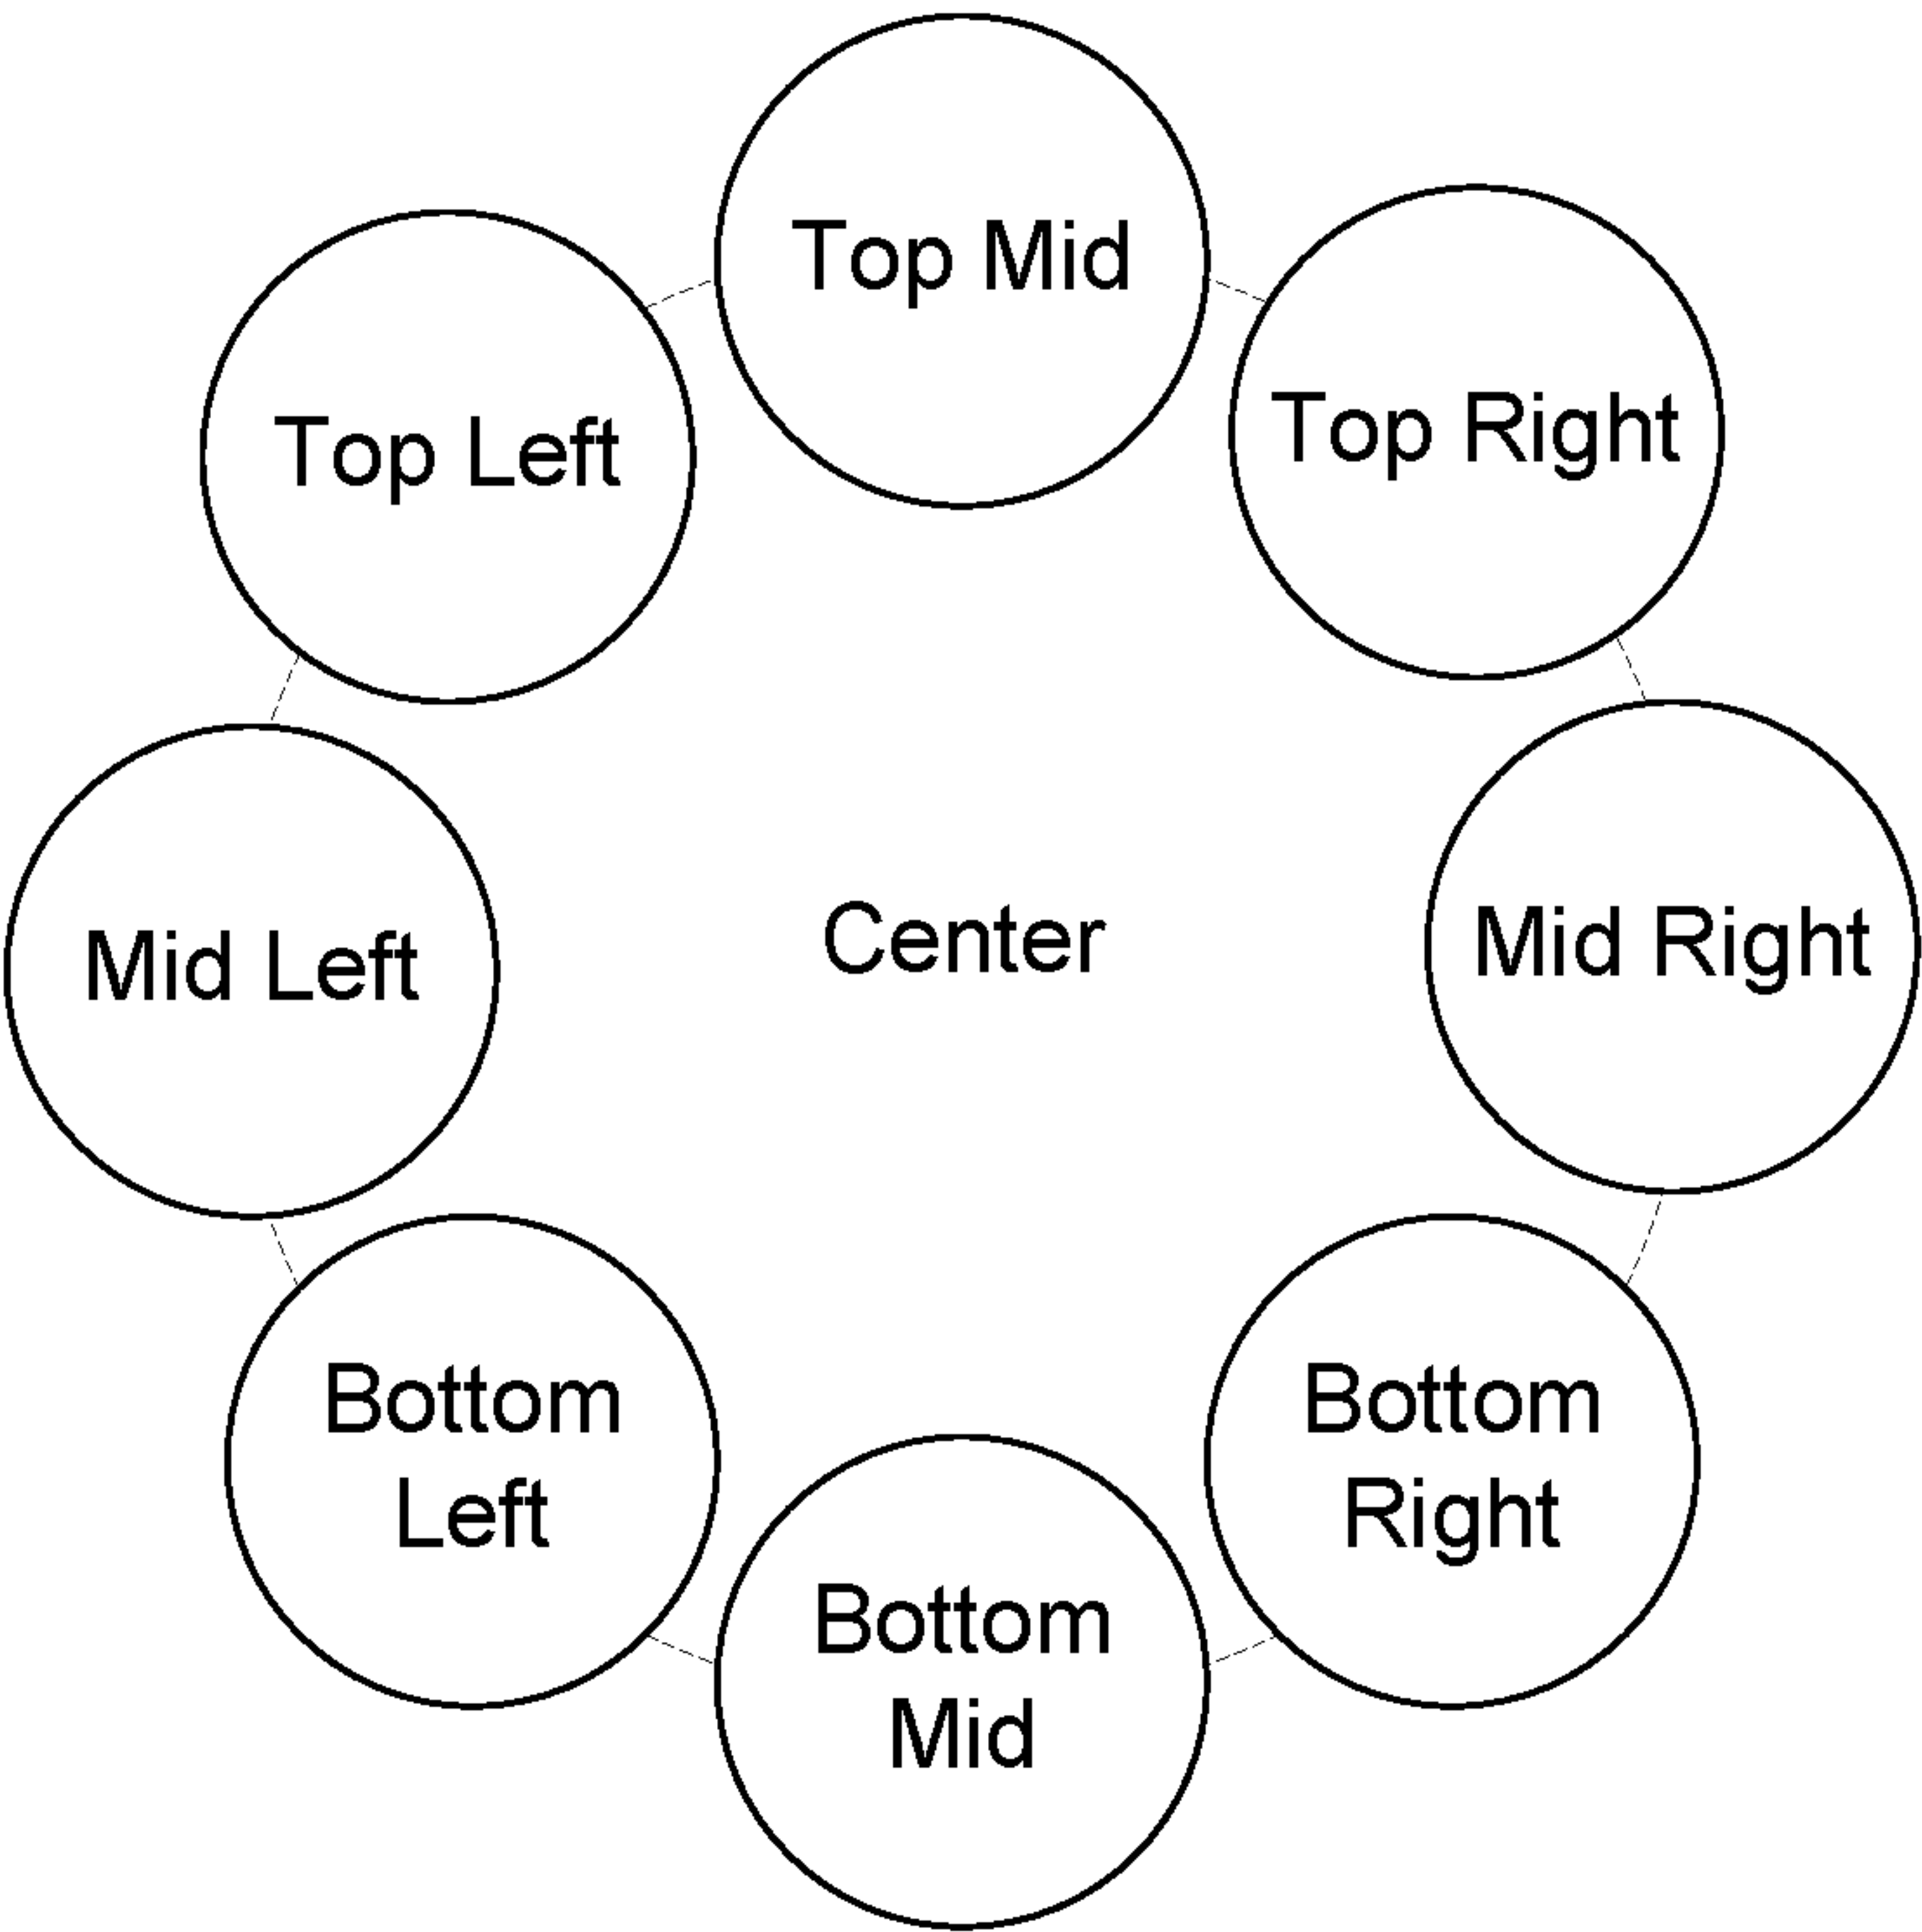 Top Mid
Top Left
Top Right
Mid Left
Center
Mid Right
Bottom
Left
Bottom
Right
Bottom
Mid